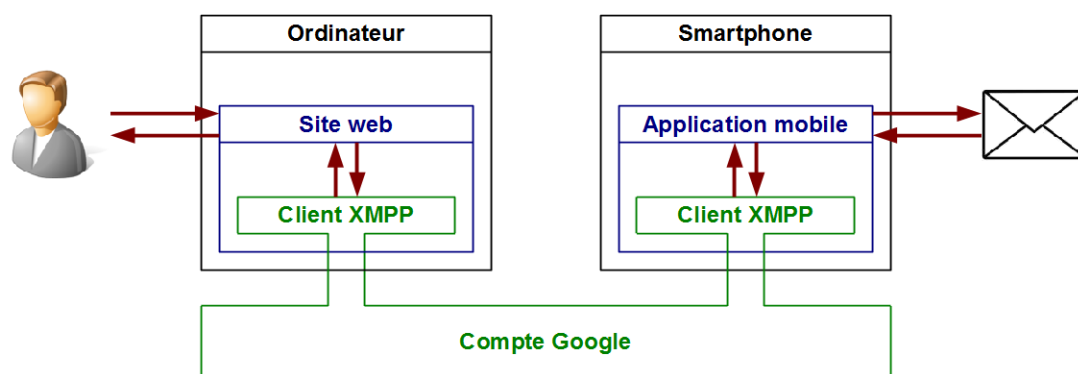 Ordinateur
Smartphone
Site web
Application mobile
Client XMPP
Client XMPP
Compte Google